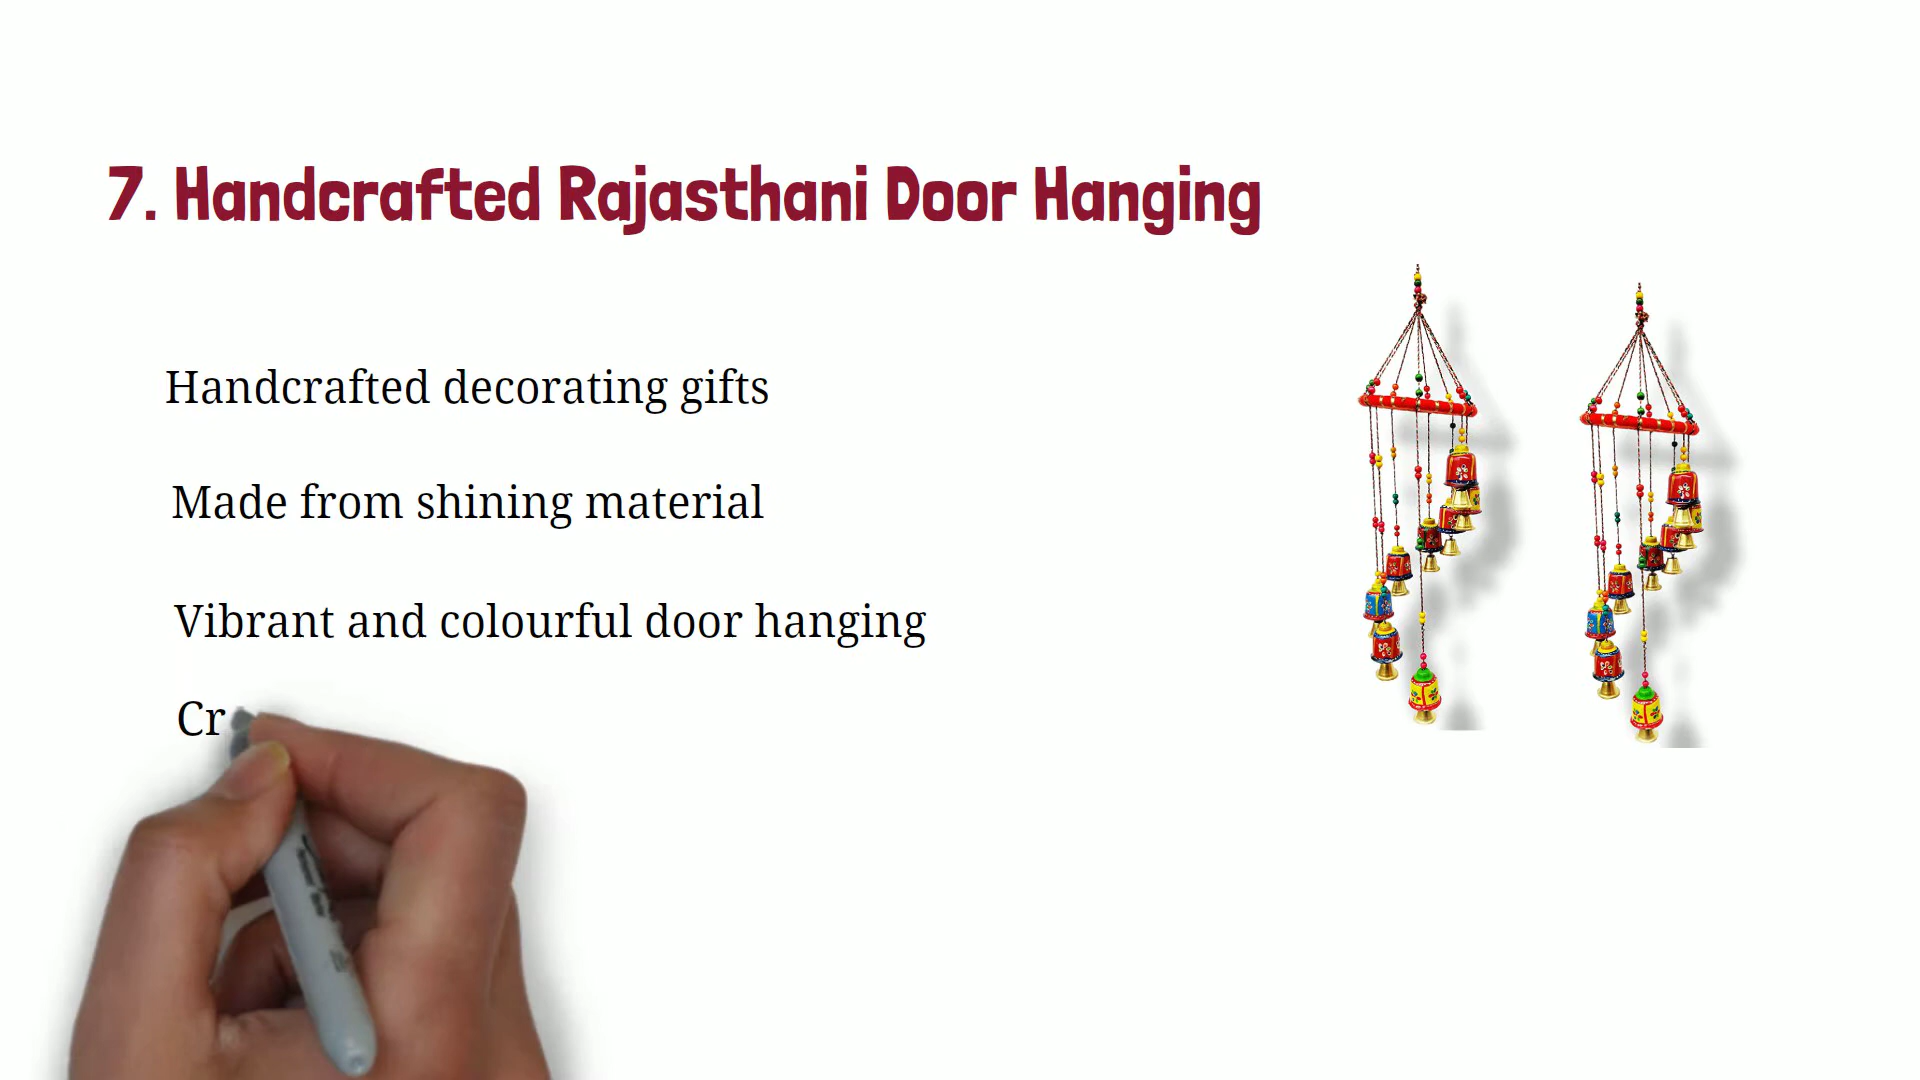 7. Handcrafted Rajasthani Door Hanging
Handcrafted decorating gifts
Made from shining material
Vibrant and colourful door hanging
Cr